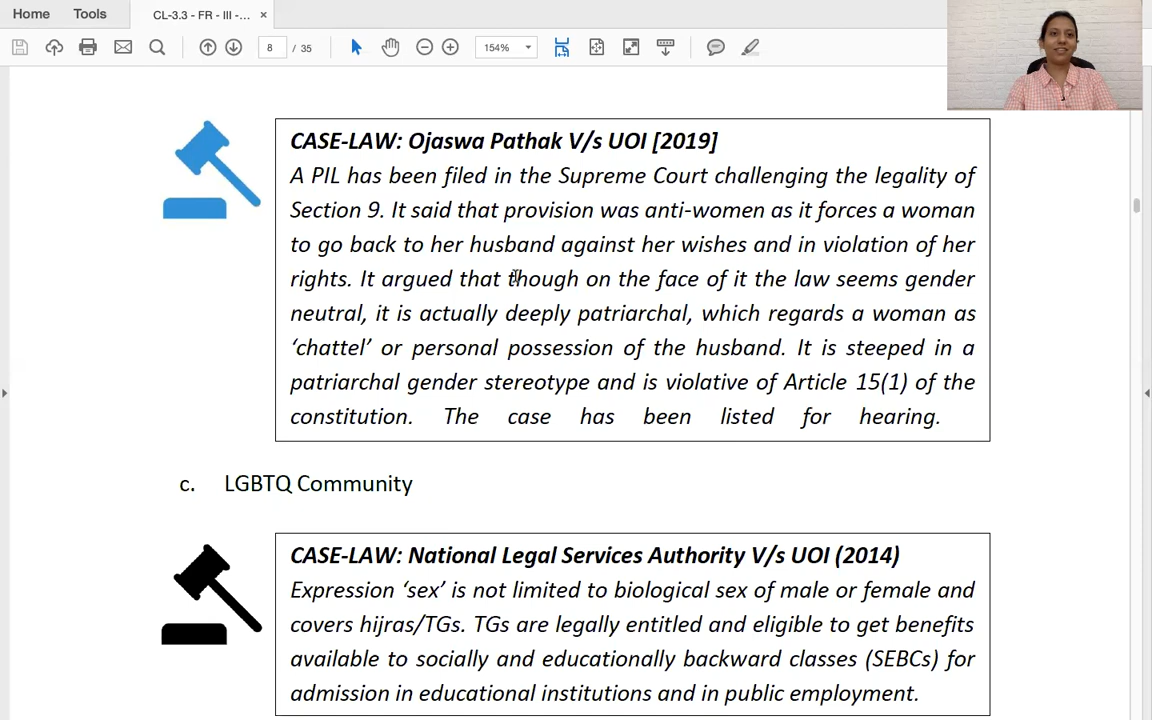 Home Tools CL-3.3 - FR - III -... ×
8 / 35 154%
CASE-LAW: Ojaswa Pathak V/s UOI [2019]
A PIL has been filed in the Supreme Court challenging the legality of
Section 9. It said that provision was anti-women as it forces a woman
to go back to her husband against her wishes and in violation of her
rights. It argued that though on the face of it the law seems gender
neutral, it is actually deeply patriarchal, which regards a woman as
‘chattel’ or personal possession of the husband. It is steeped in a
patriarchal gender stereotype and is violative of Article 15(1) of the
constitution. The case has been listed for hearing.
c. LGBTQ Community
CASE-LAW: National Legal Services Authority V/s UOI (2014)
Expression ‘sex’ is not limited to biological sex of male or female and
covers hijras/TGs. TGs are legally entitled and eligible to get benefits
available to socially and educationally backward classes (SEBCs) for
admission in educational institutions and in public employment.